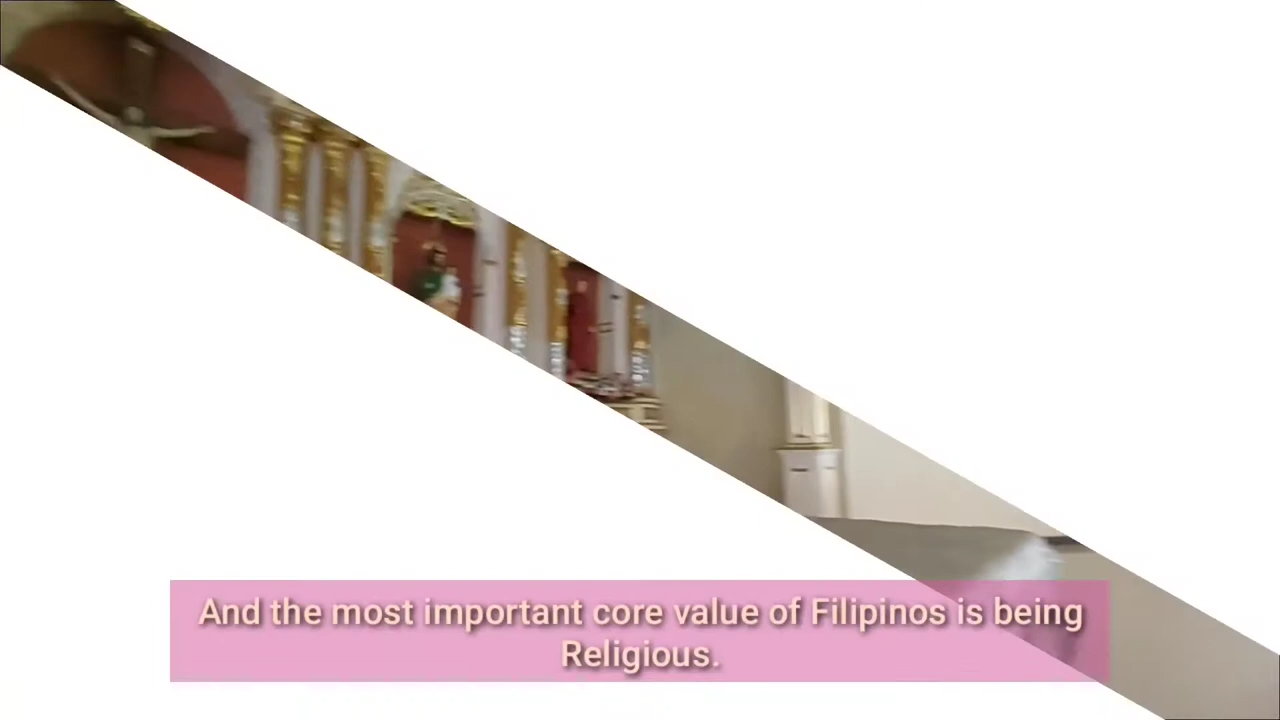 And the most important core value of Filipinos is being
Religious.